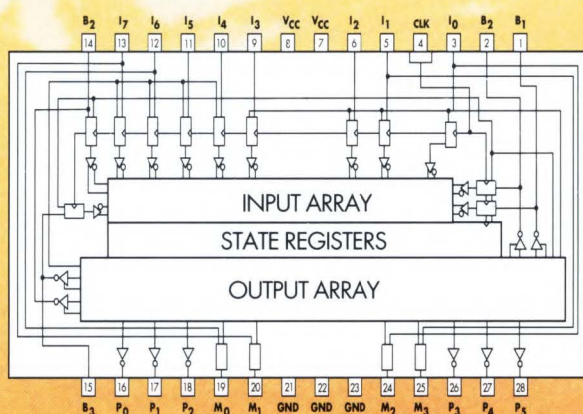 B2 I7 I6 I5 I4 I3 VCC VCC I2 I1 CLK I0 B2 B1
14 13 12 11 10 9 8 7 6 5 4 3 2 1
INPUT ARRAY
STATE REGISTERS
OUTPUT ARRAY
15 16 17 18 19 20 21 22 23 24 25 26 27 28
B3 P0 P1 P2 M0 M1 GND GND GND M2 M3 P3 P4 P5